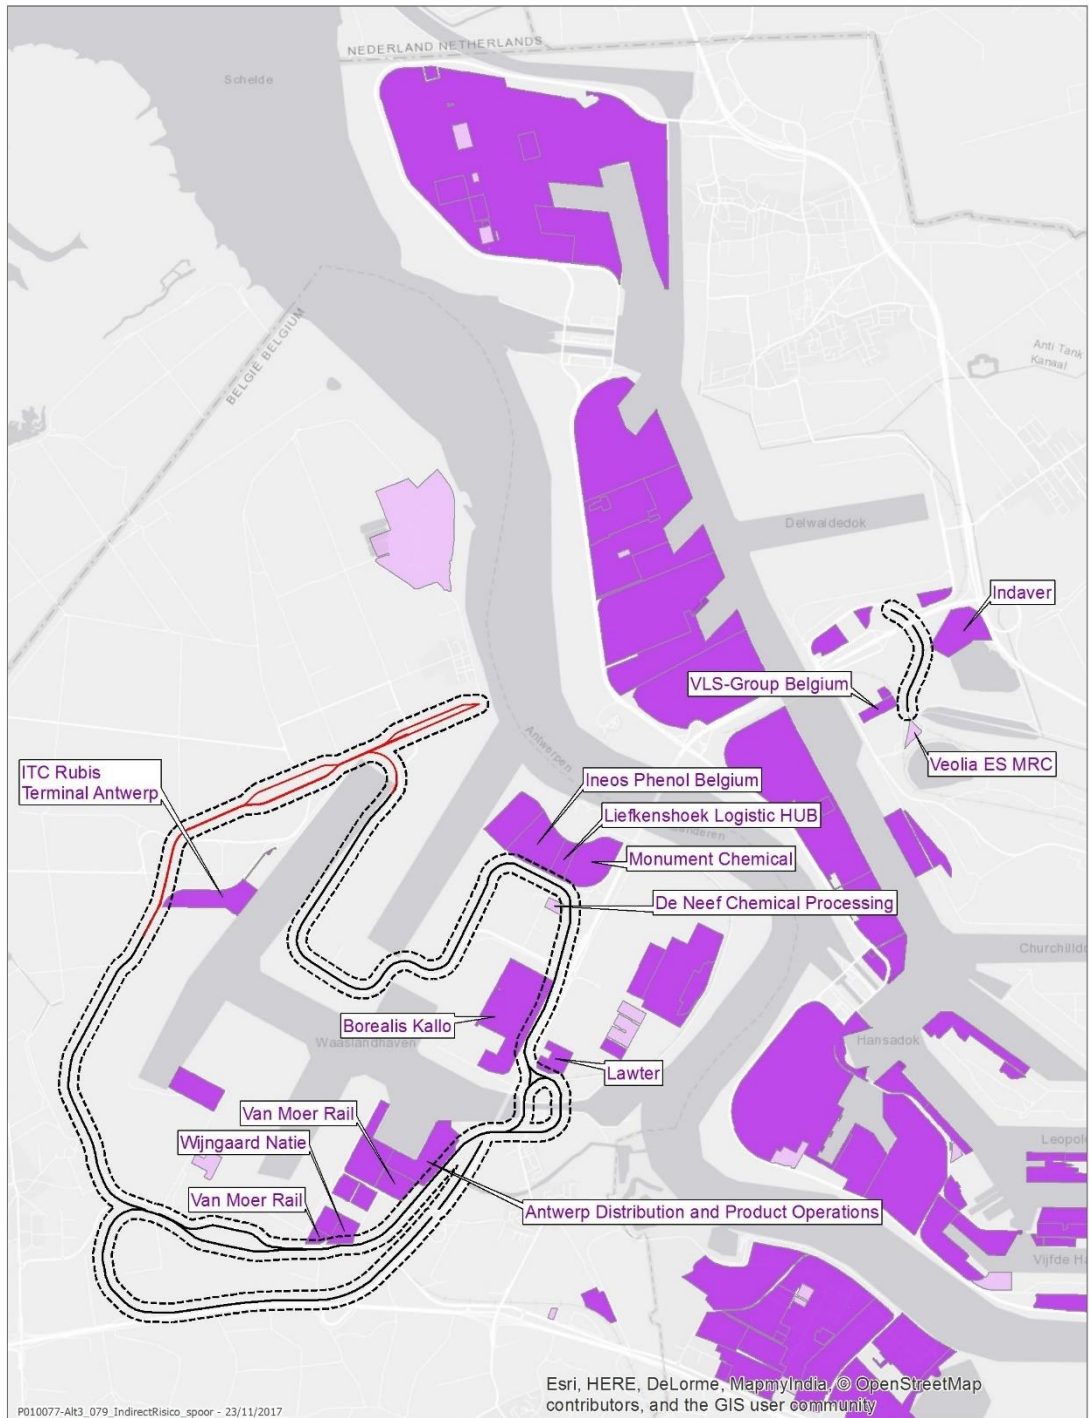 NEDERLAND NETHERLANDS
Schelde
BELGIE BELGIUM
Anti Tank
Kanaal
Delwaidedok
Indaver
VLS-Group Belgium
Veolia ES MRC
Antwerpen
ITC Rubis
Terminal Antwerp
Ineos Phenol Belgium
Liefkenshoek Logistic HUB
Monument Chemical
De Neef Chemical Processing
Churchilldo
Borealis Kallo
Waaslandhaven
Hansadok
Lawter
Van Moer Rail
Wijngaard Natie
Van Moer Rail
Antwerp Distribution and Product Operations
Leopold
Vijfde Ha
Esri, HERE, DeLorme, MapmyIndia, © OpenStreetMap
contributors, and the GIS user community
P010077-Alt3_079_IndirectRisico_spoor - 23/11/2017